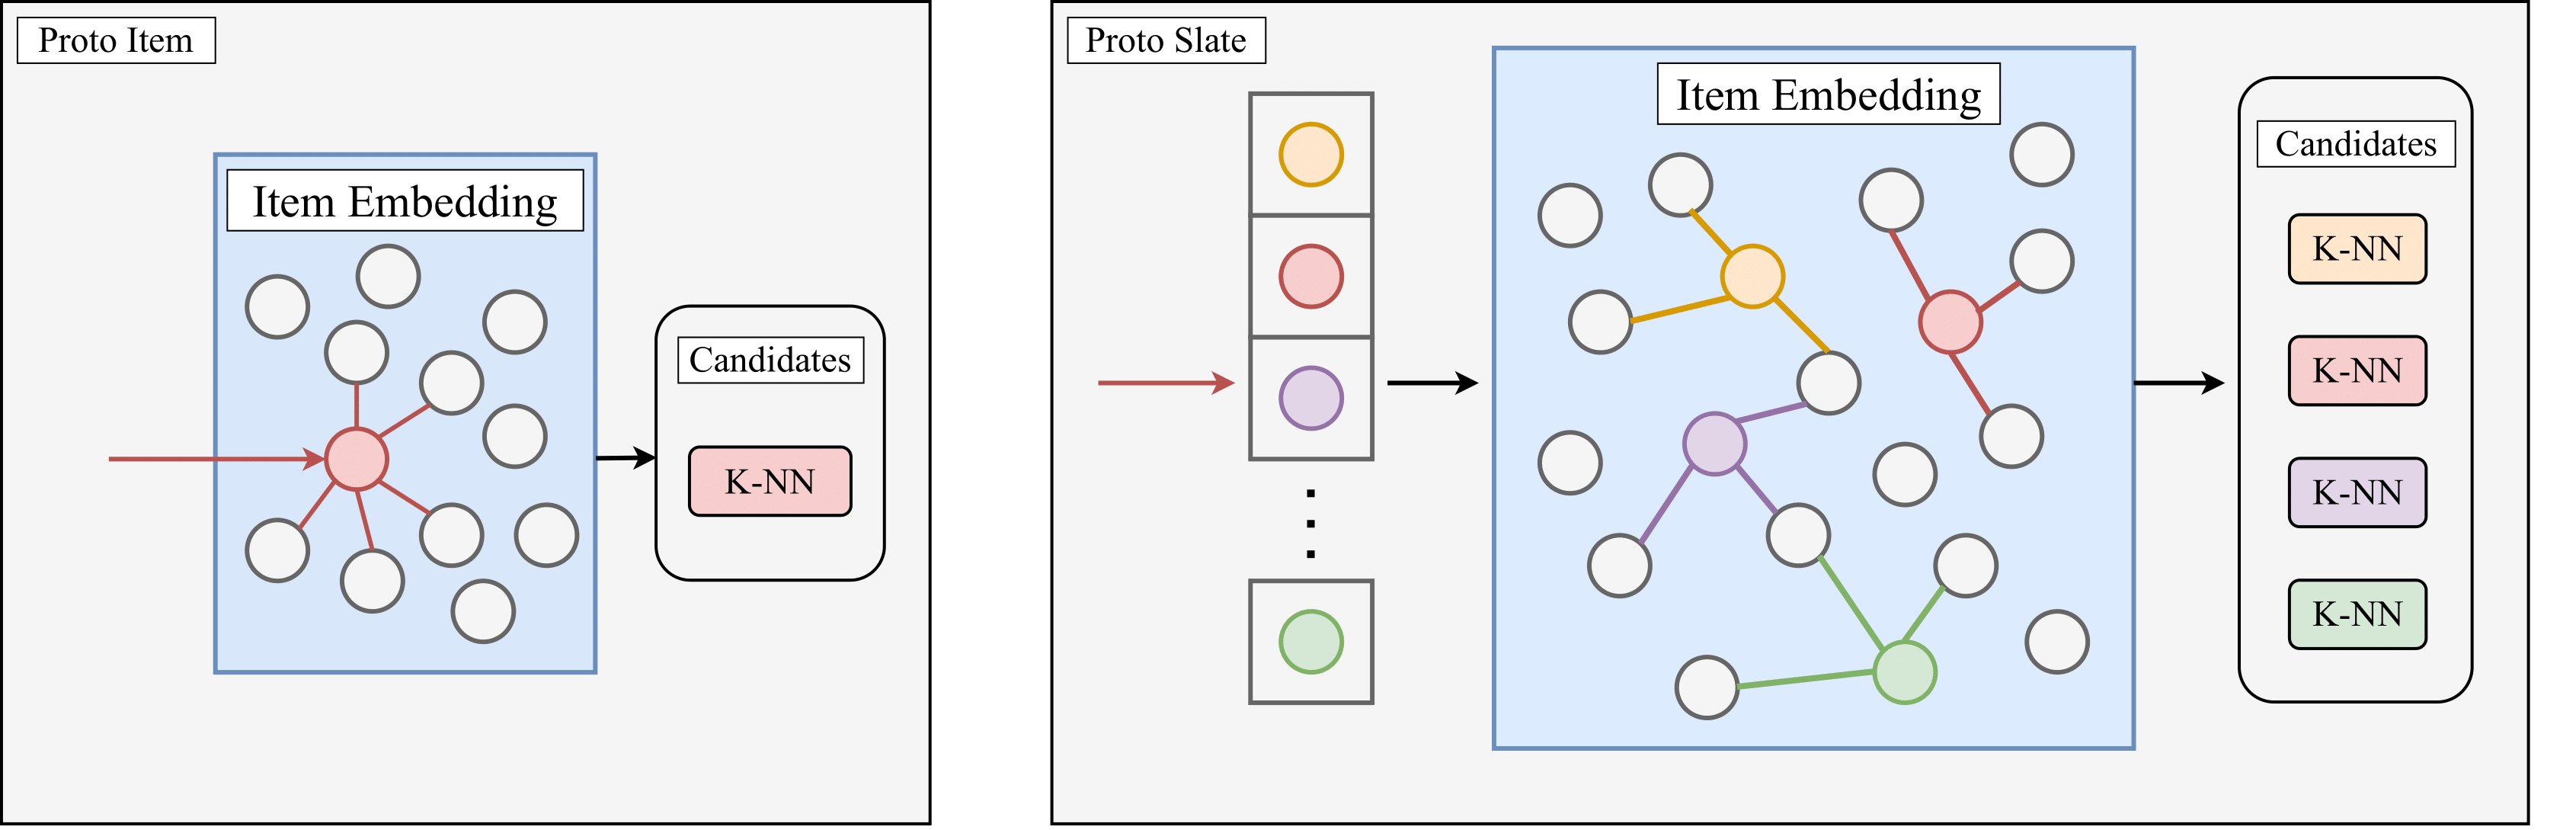 Proto Item
Item Embedding
Candidates
K-NN
Proto Slate
Item Embedding
Candidates
K-NN
K-NN
K-NN
K-NN